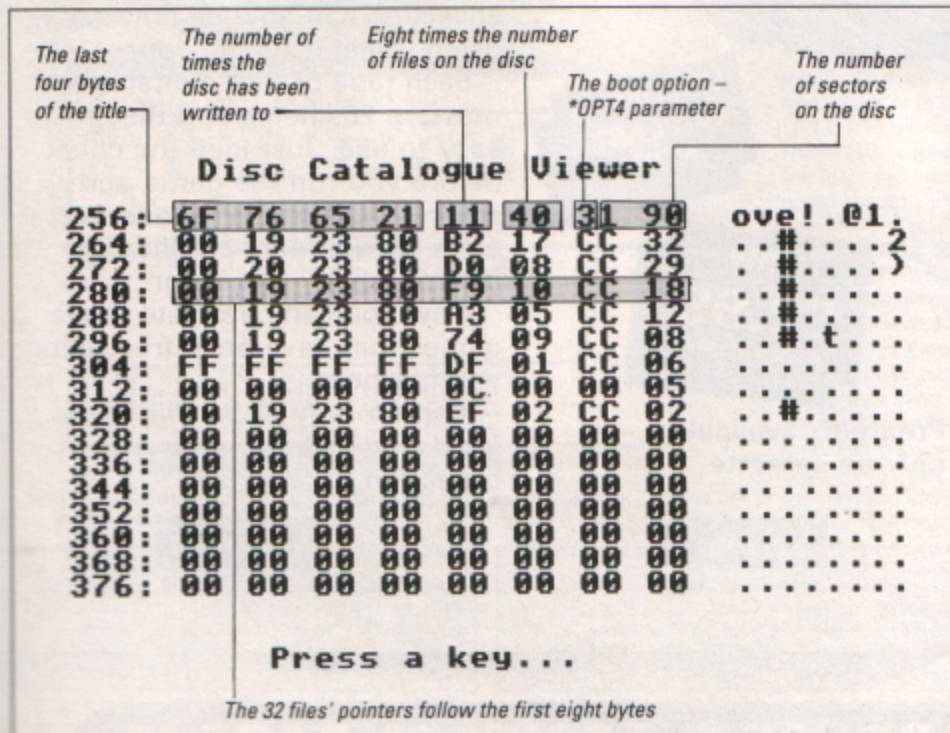 The last
four bytes
of the title
The number of
times the
disc has been
written to
Eight times the number
of files on the disc
The boot option –
*OPT4 parameter
The number
of sectors
on the disc
Disc Catalogue Viewer
256: 6F 76 65 21 40 31 90 ove! @1.
264: 00 19 23 80 B7 17 CC 32 ..#....2
272: 00 20 23 80 D0 08 CC 29 . #....)
280: 00 19 23 80 10 CC 18 ..#.....
288: 00 19 23 80 A3 05 CC 12 ..#.....
296: 00 19 23 80 74 09 CC 08 ..#.t...
304: FF FF FF FF DF 01 CC 06 ........
312: 00 00 00 00 0C 00 00 05 ........
320: 00 19 23 80 EF 02 CC 02 ..#.....
328: 00 00 00 00 00 00 00 00 ........
336: 00 00 00 00 00 00 00 00 ........
344: 00 00 00 00 00 00 00 00 ........
352: 00 00 00 00 00 00 00 00 ........
360: 00 00 00 00 00 00 00 00 ........
368: 00 00 00 00 00 00 00 00 ........
376: 00 00 00 00 00 00 00 00 ........
Press a key...
The 32 files' pointers follow the first eight bytes